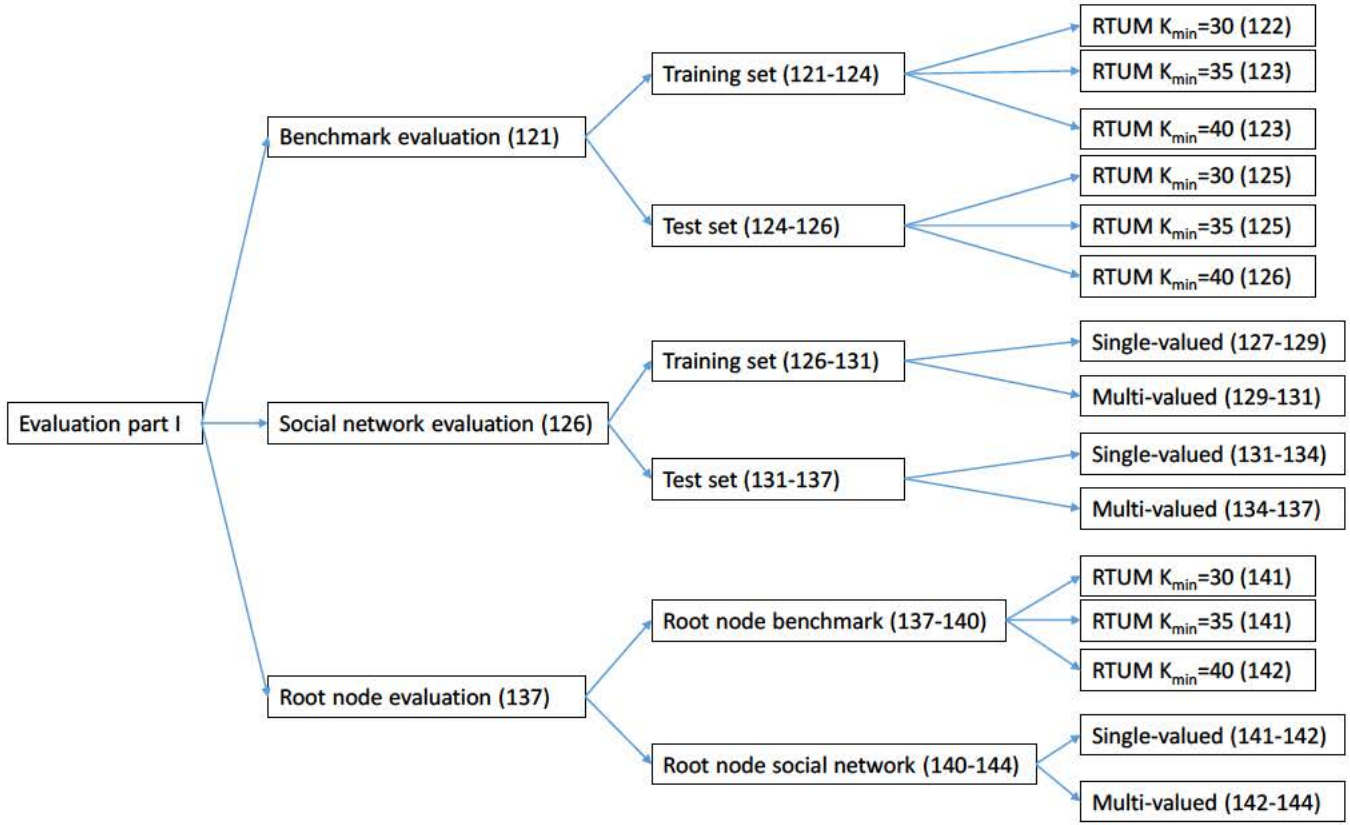 Evaluation part I
Benchmark evaluation (121)
Training set (121-124)
RTUM Kmin=30 (122)
RTUM Kmin=35 (123)
RTUM Kmin=40 (123)
Test set (124-126)
RTUM Kmin=30 (125)
RTUM Kmin=35 (125)
RTUM Kmin=40 (126)
Social network evaluation (126)
Training set (126-131)
Single-valued (127-129)
Multi-valued (129-131)
Test set (131-137)
Single-valued (131-134)
Multi-valued (134-137)
Root node evaluation (137)
Root node benchmark (137-140)
RTUM Kmin=30 (141)
RTUM Kmin=35 (141)
RTUM Kmin=40 (142)
Root node social network (140-144)
Single-valued (141-142)
Multi-valued (142-144)